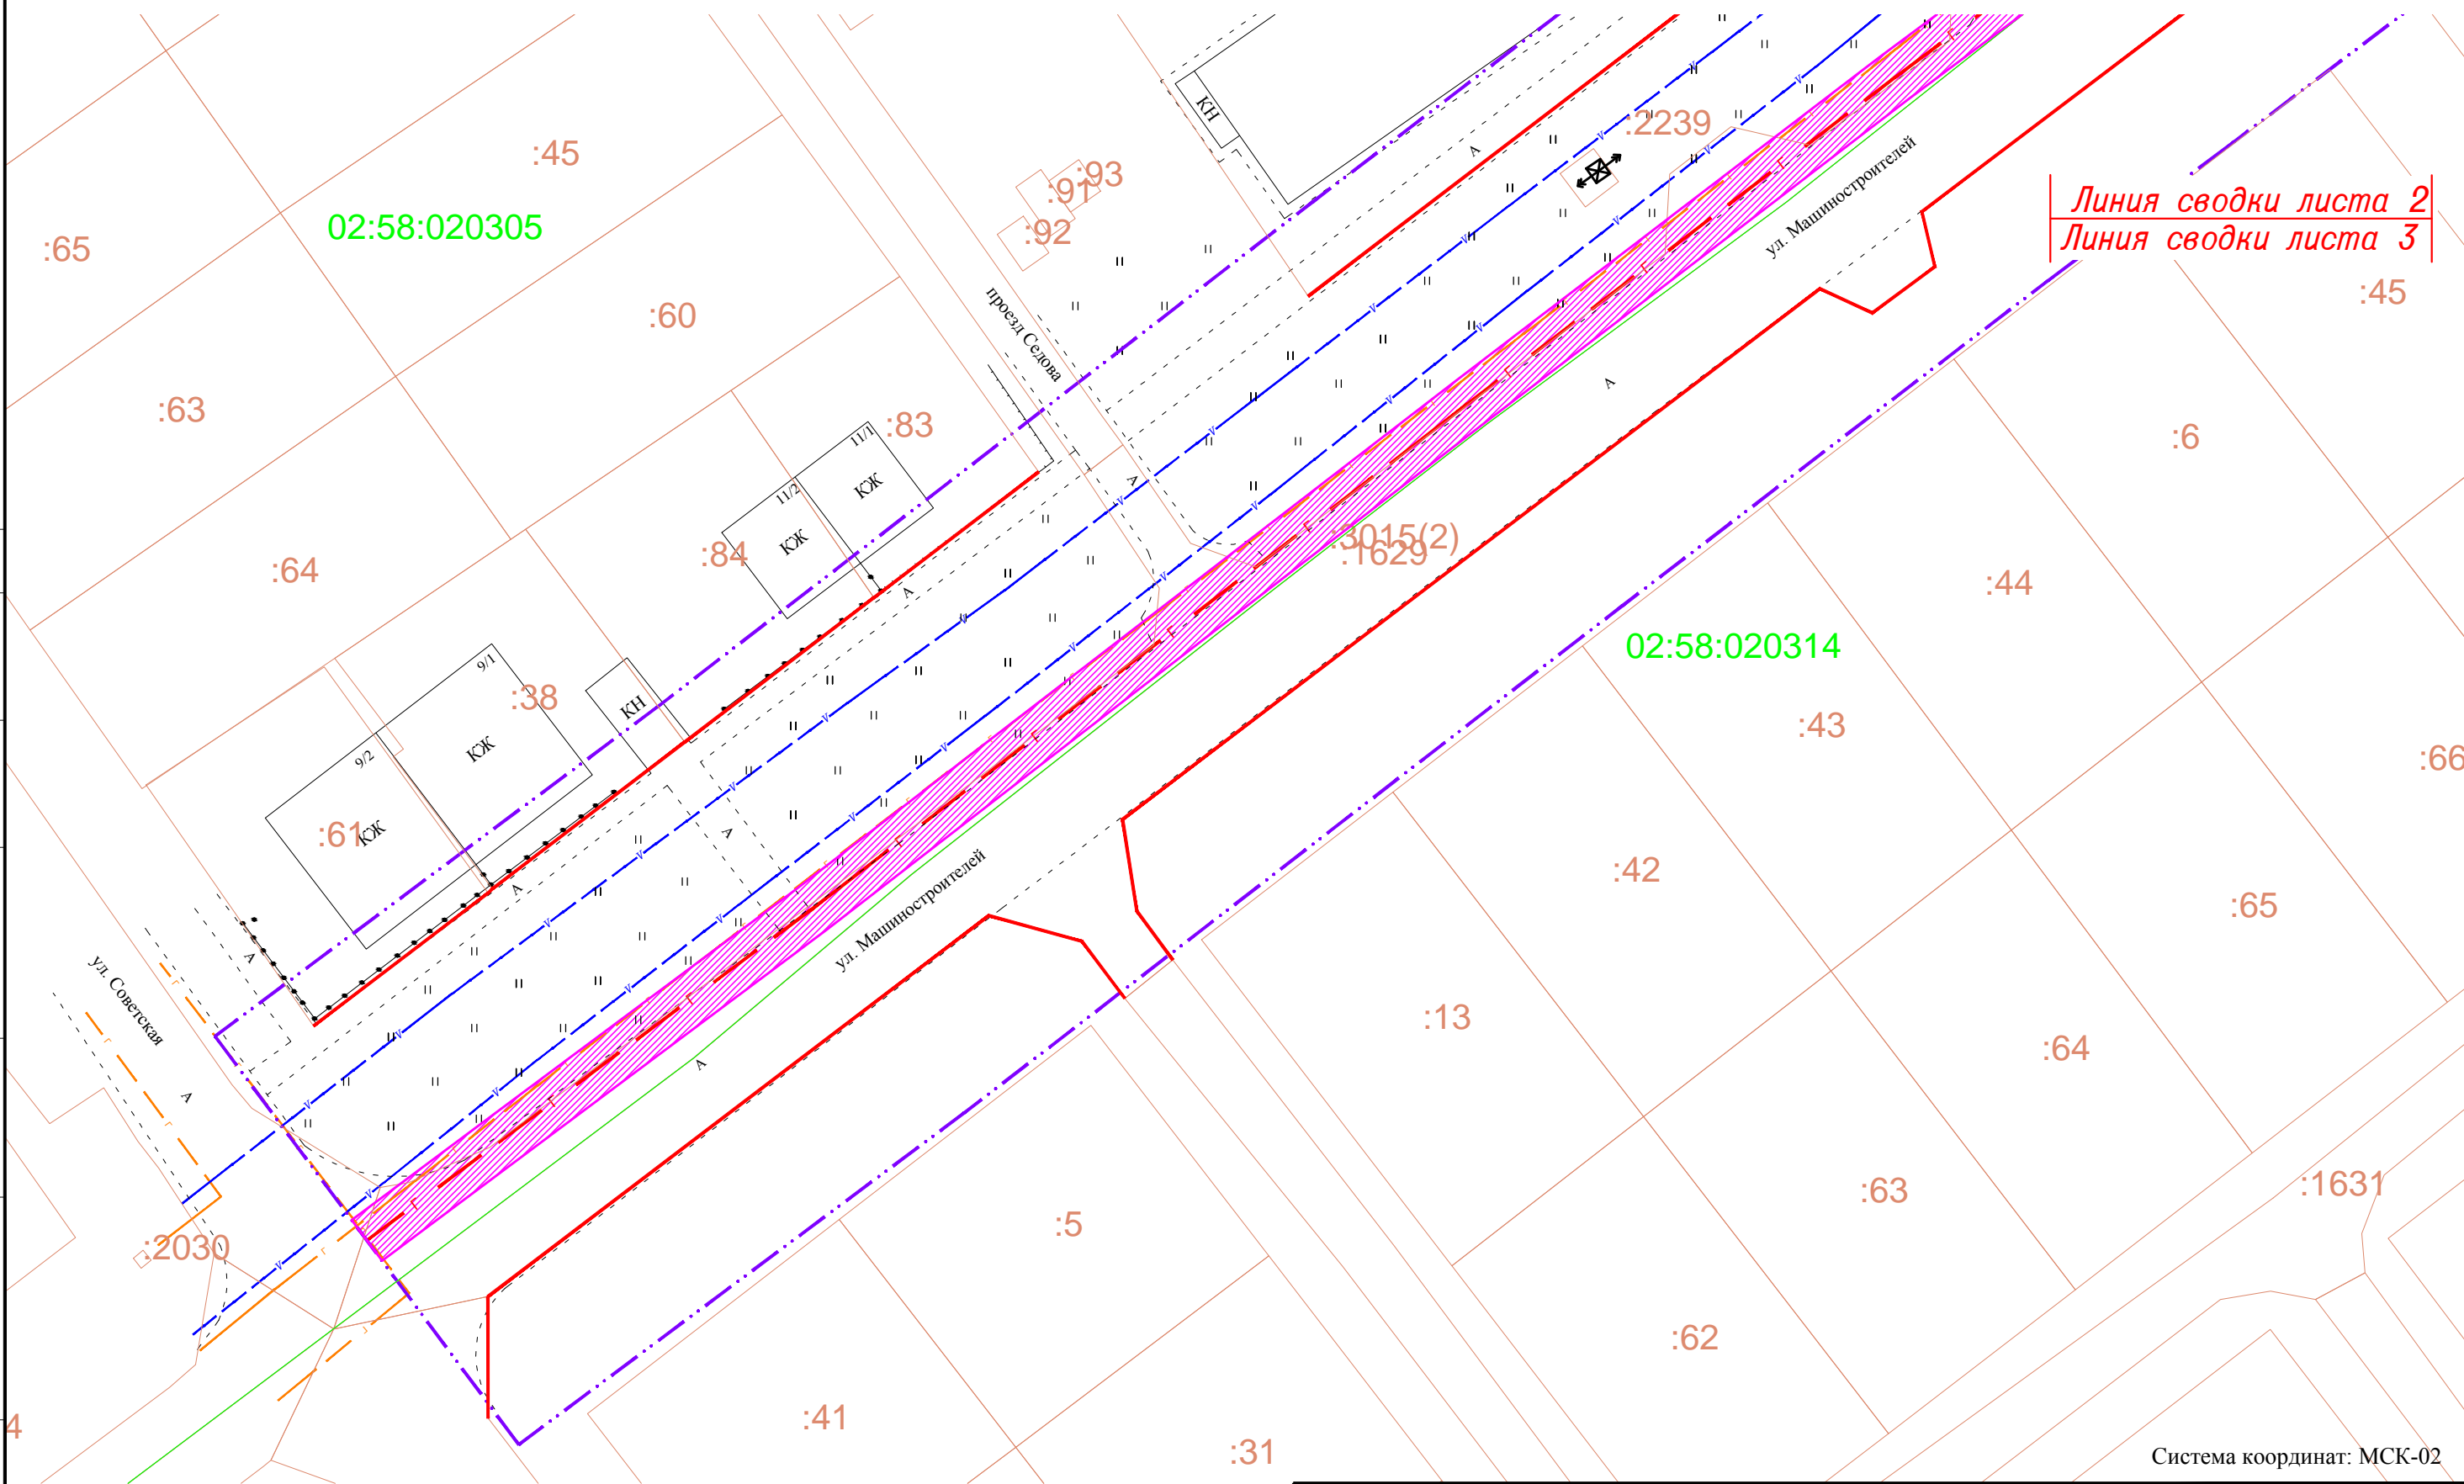 :2239
:45
:93
:91
:92
КН
А
ул. Машиностроителей
Линия сводки листа 2
Линия сводки листа 3
02:58:020305
:65
:45
:60
проезд Седова
А
:63
:83
11/1
КЖ
:6
11/2
КЖ
А
:3015(2)
:1629
:84
:64
:44
А
02:58:020314
9/1
:38
КН
КЖ
:43
9/2
:66
:61
КЖ
А
:42
ул. Машиностроителей
А
:65
А
ул. Советская
:13
:64
А
А
:63
:1631
:5
:2030
:62
:41
4
:31
Система координат: МСК-02